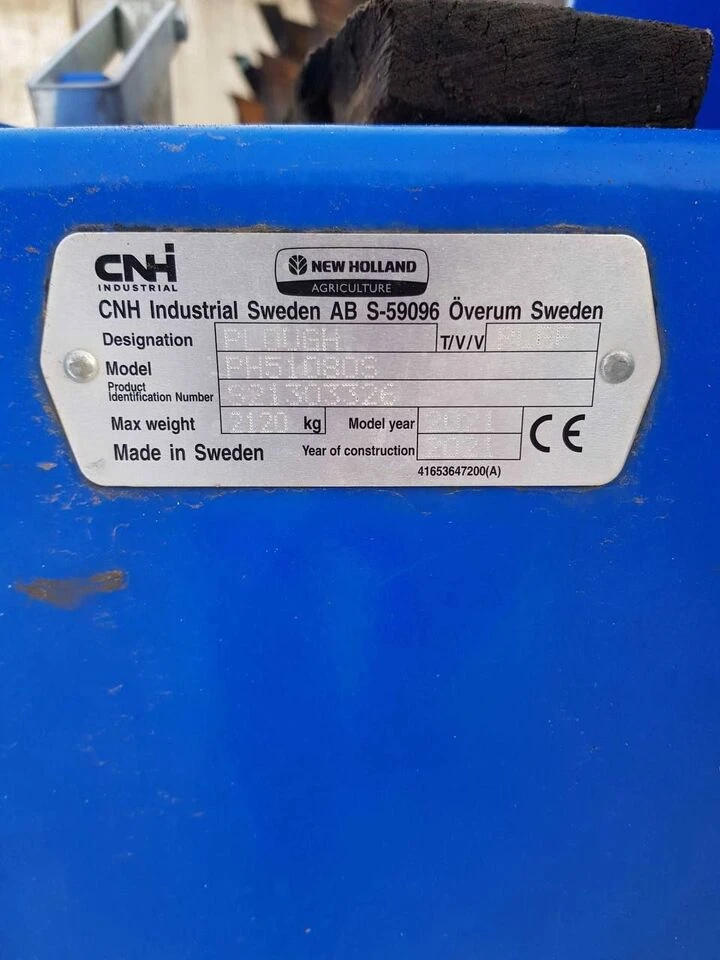 CNH
INDUSTRIAL
NEW HOLLAND
AGRICULTURE
CNH Industrial Sweden AB S-59096 Överum Sweden
Designation PLOUGH T/V/V
Model PH510808
Product Identification Number S21303326
Max weight 2120 kg Model year 2021
Made in Sweden Year of construction 2021 CE
41653647200(A)